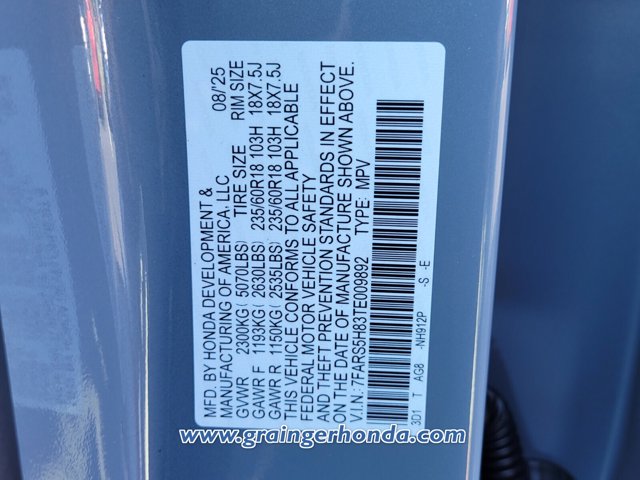 MFD. BY HONDA DEVELOPMENT & 08/'25
MANUFACTURING OF AMERICA, LLC
GVWR 2300KG( 5070LBS) TIRE SIZE RIM SIZE
GAWR F 1193KG( 2630LBS) 235/60R18 103H 18X7.5J
GAWR R 1150KG( 2535LBS) 235/60R18 103H 18X7.5J
THIS VEHICLE CONFORMS TO ALL APPLICABLE
FEDERAL MOTOR VEHICLE SAFETY
AND THEFT PREVENTION STANDARDS IN EFFECT
ON THE DATE OF MANUFACTURE SHOWN ABOVE.
V.I.N.: 7FARS5H83TE009892 TYPE: MPV
3D1 T AG8 -NH912P -S -E
www.graingerhonda.com